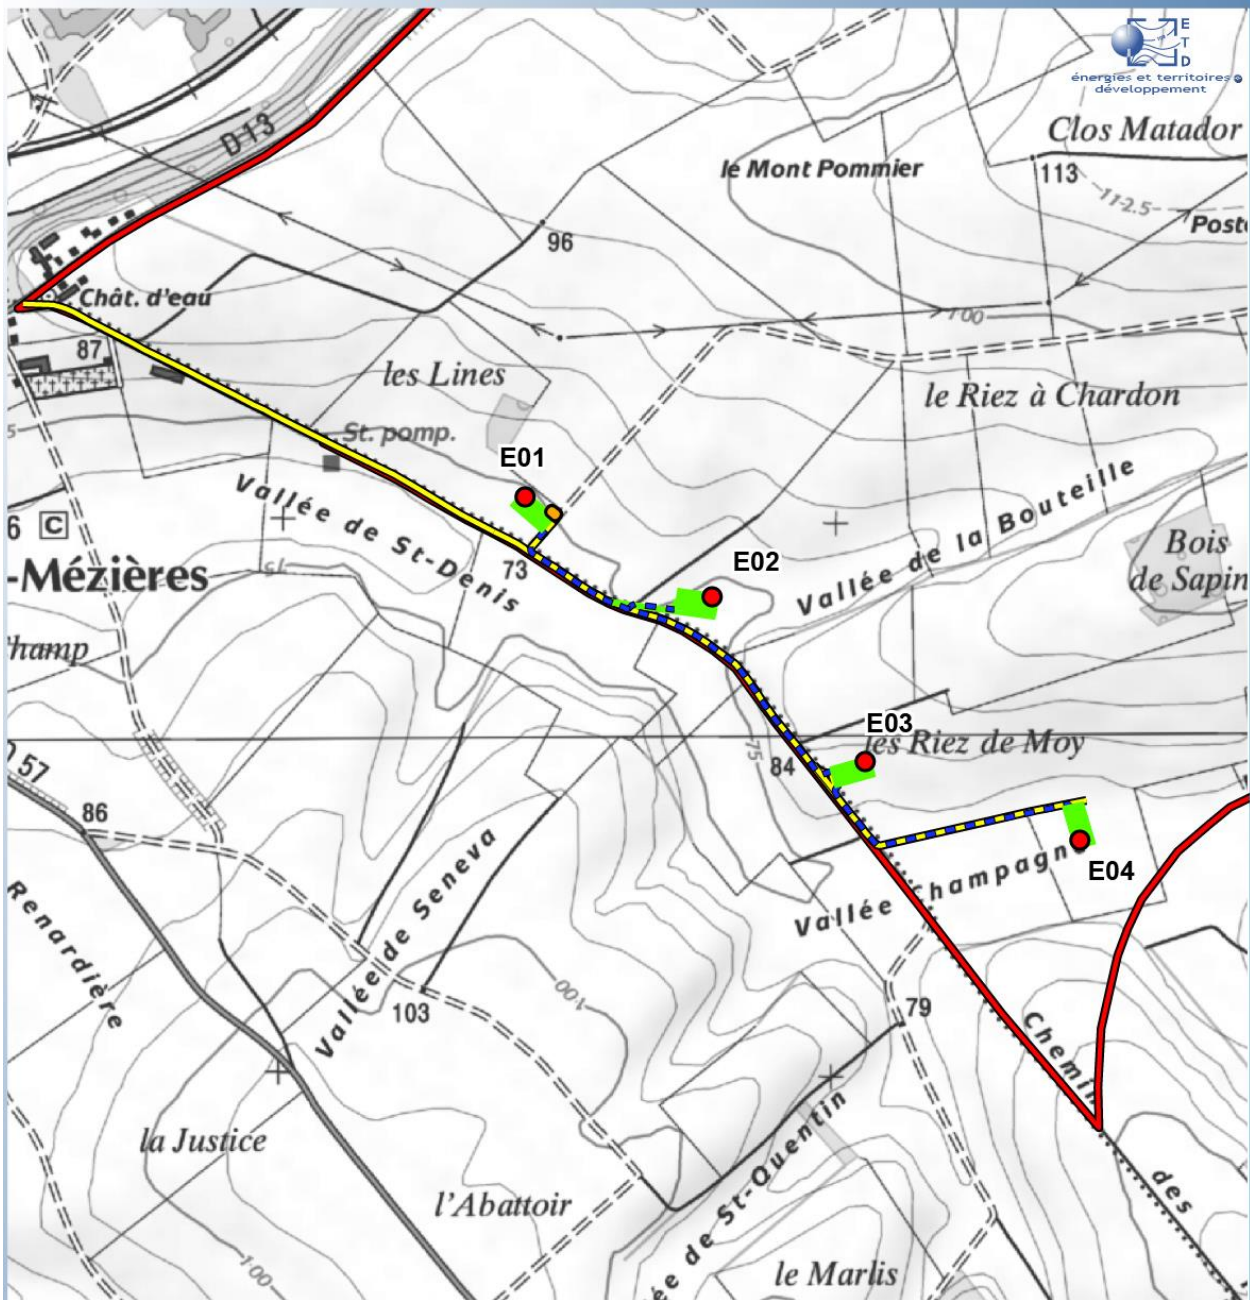 E
T
D
énergies et territoires
développement
D 13
Clos Matador
le Mont Pommier
113
112.5
96
Chât. d'eau
100
87
les Lines
le Riez à Chardon
St. pomp.
E01
Vallée de St-Denis
Vallée de la Bouteille
6 C
73
E02
Bois
de Sapin
-Mézières
E03
les Riez de Moy
75
84
57
86
E04
Vallée Champagne
Vallée de Seneva
Renardière
100
103
79
Chemin
des
la Justice
l'Abattoir
ée de St-Quentin
100
le Marlis